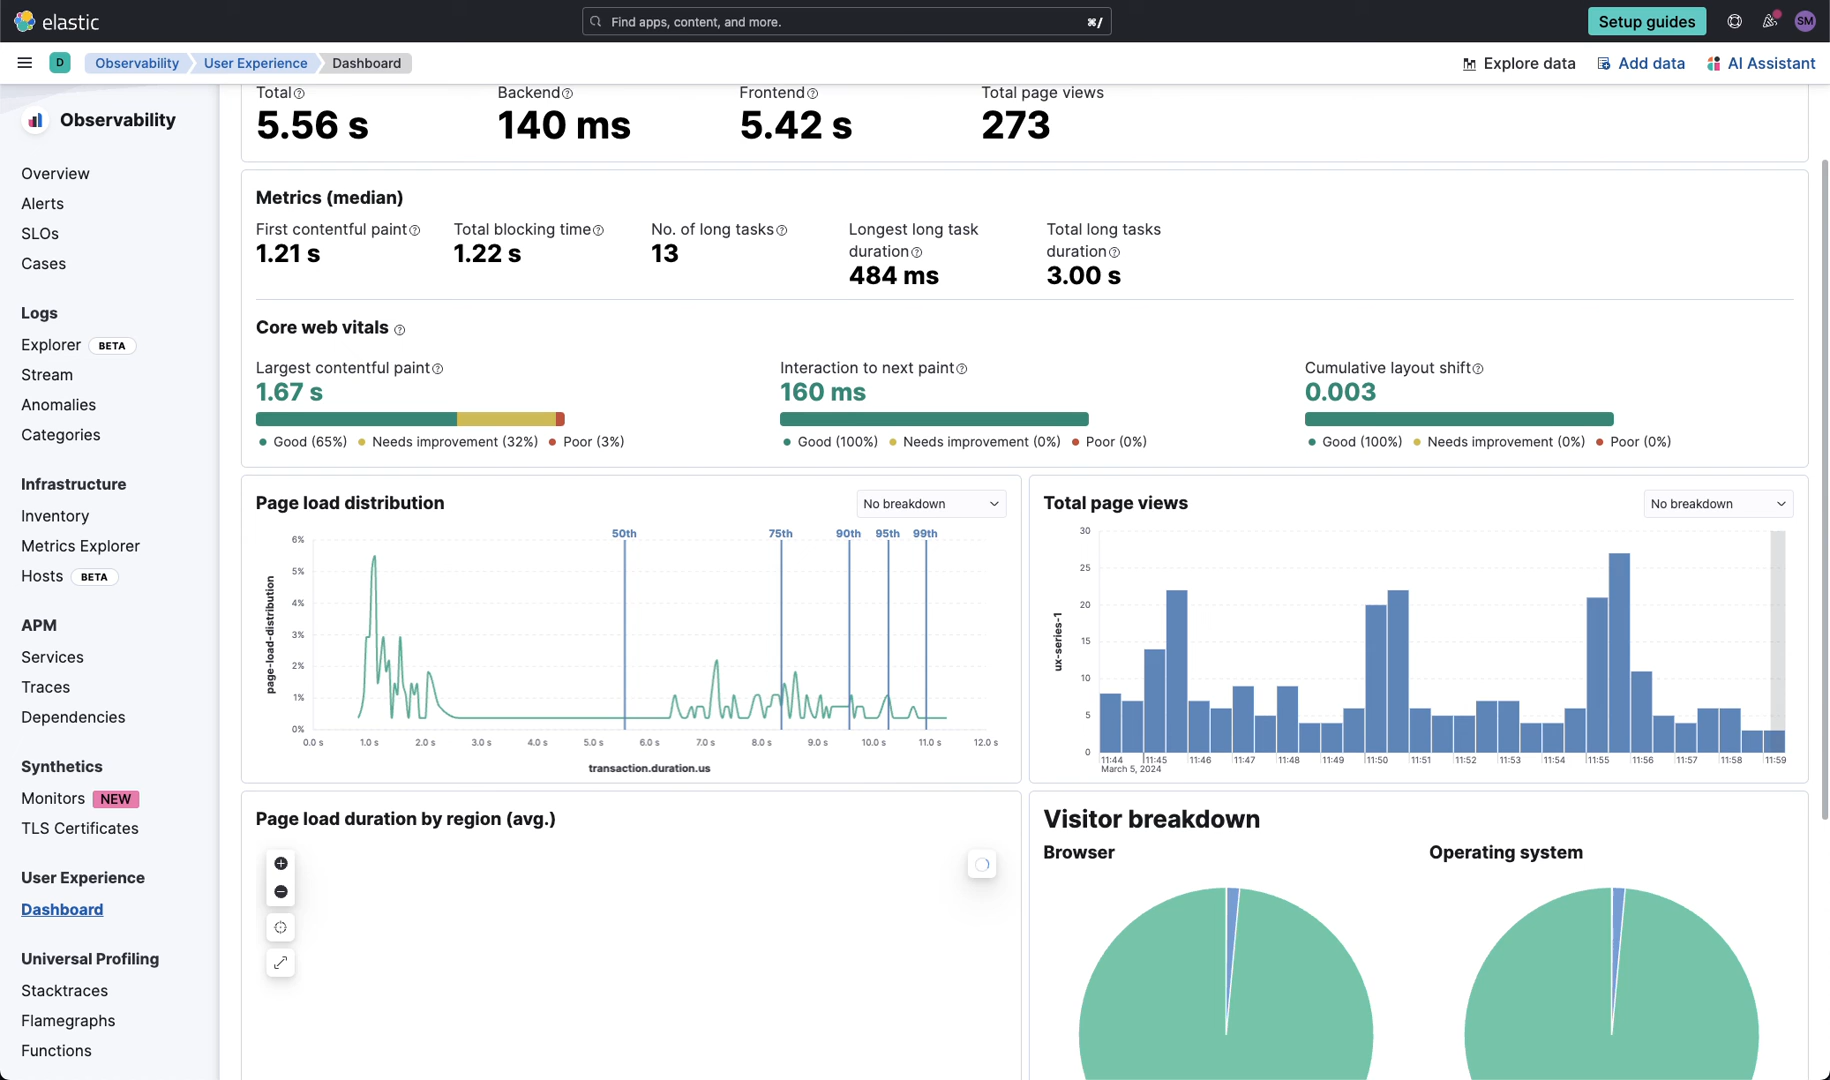 elastic
Find apps, content, and more.
⌘/
Setup guides
SM
D
Observability
User Experience
Dashboard
Explore data
Add data
AI Assistant
Observability
Overview
Alerts
SLOs
Cases
Logs
Explorer BETA
Stream
Anomalies
Categories
Infrastructure
Inventory
Metrics Explorer
Hosts BETA
APM
Services
Traces
Dependencies
Synthetics
Monitors NEW
TLS Certificates
User Experience
Dashboard
Universal Profiling
Stacktraces
Flamegraphs
Functions
Total
5.56 s
Backend
140 ms
Frontend
5.42 s
Total page views
273
Metrics (median)
First contentful paint
1.21 s
Total blocking time
1.22 s
No. of long tasks
13
Longest long task
duration
484 ms
Total long tasks
duration
3.00 s
Core web vitals
Largest contentful paint
1.67 s
Good (65%) Needs improvement (32%) Poor (3%)
Interaction to next paint
160 ms
Good (100%) Needs improvement (0%) Poor (0%)
Cumulative layout shift
0.003
Good (100%) Needs improvement (0%) Poor (0%)
Page load distribution
No breakdown
50th 75th 90th 95th 99th
6%
5%
4%
3%
2%
1%
0%
page-load-distribution
0.0 s 1.0 s 2.0 s 3.0 s 4.0 s 5.0 s 6.0 s 7.0 s 8.0 s 9.0 s 10.0 s 11.0 s 12.0 s
transaction.duration.us
Total page views
No breakdown
30
25
20
15
10
5
0
ux-series-1
11:44 11:45 11:46 11:47 11:48 11:49 11:50 11:51 11:52 11:53 11:54 11:55 11:56 11:57 11:58 11:59
March 5, 2024
Page load duration by region (avg.)
Visitor breakdown
Browser
Operating system